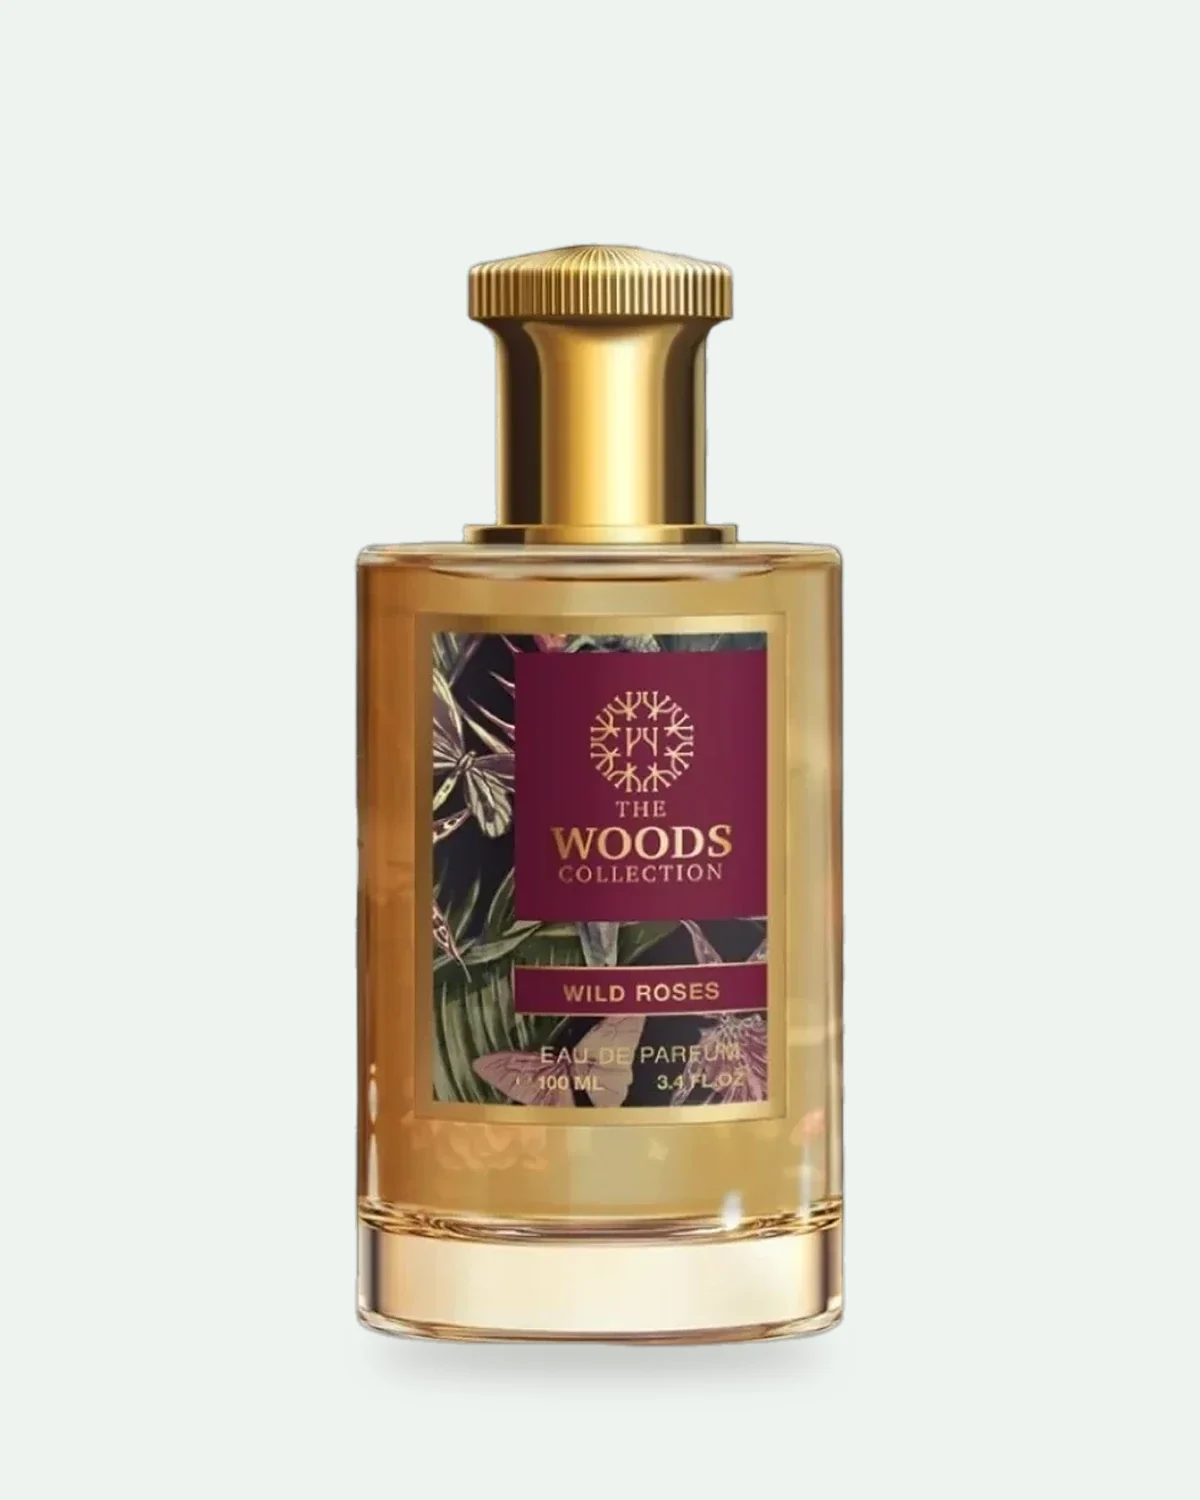 THE
WOODS
COLLECTION
WILD ROSES
EAU DE PARFUM
100 ML 3.4 FL.OZ